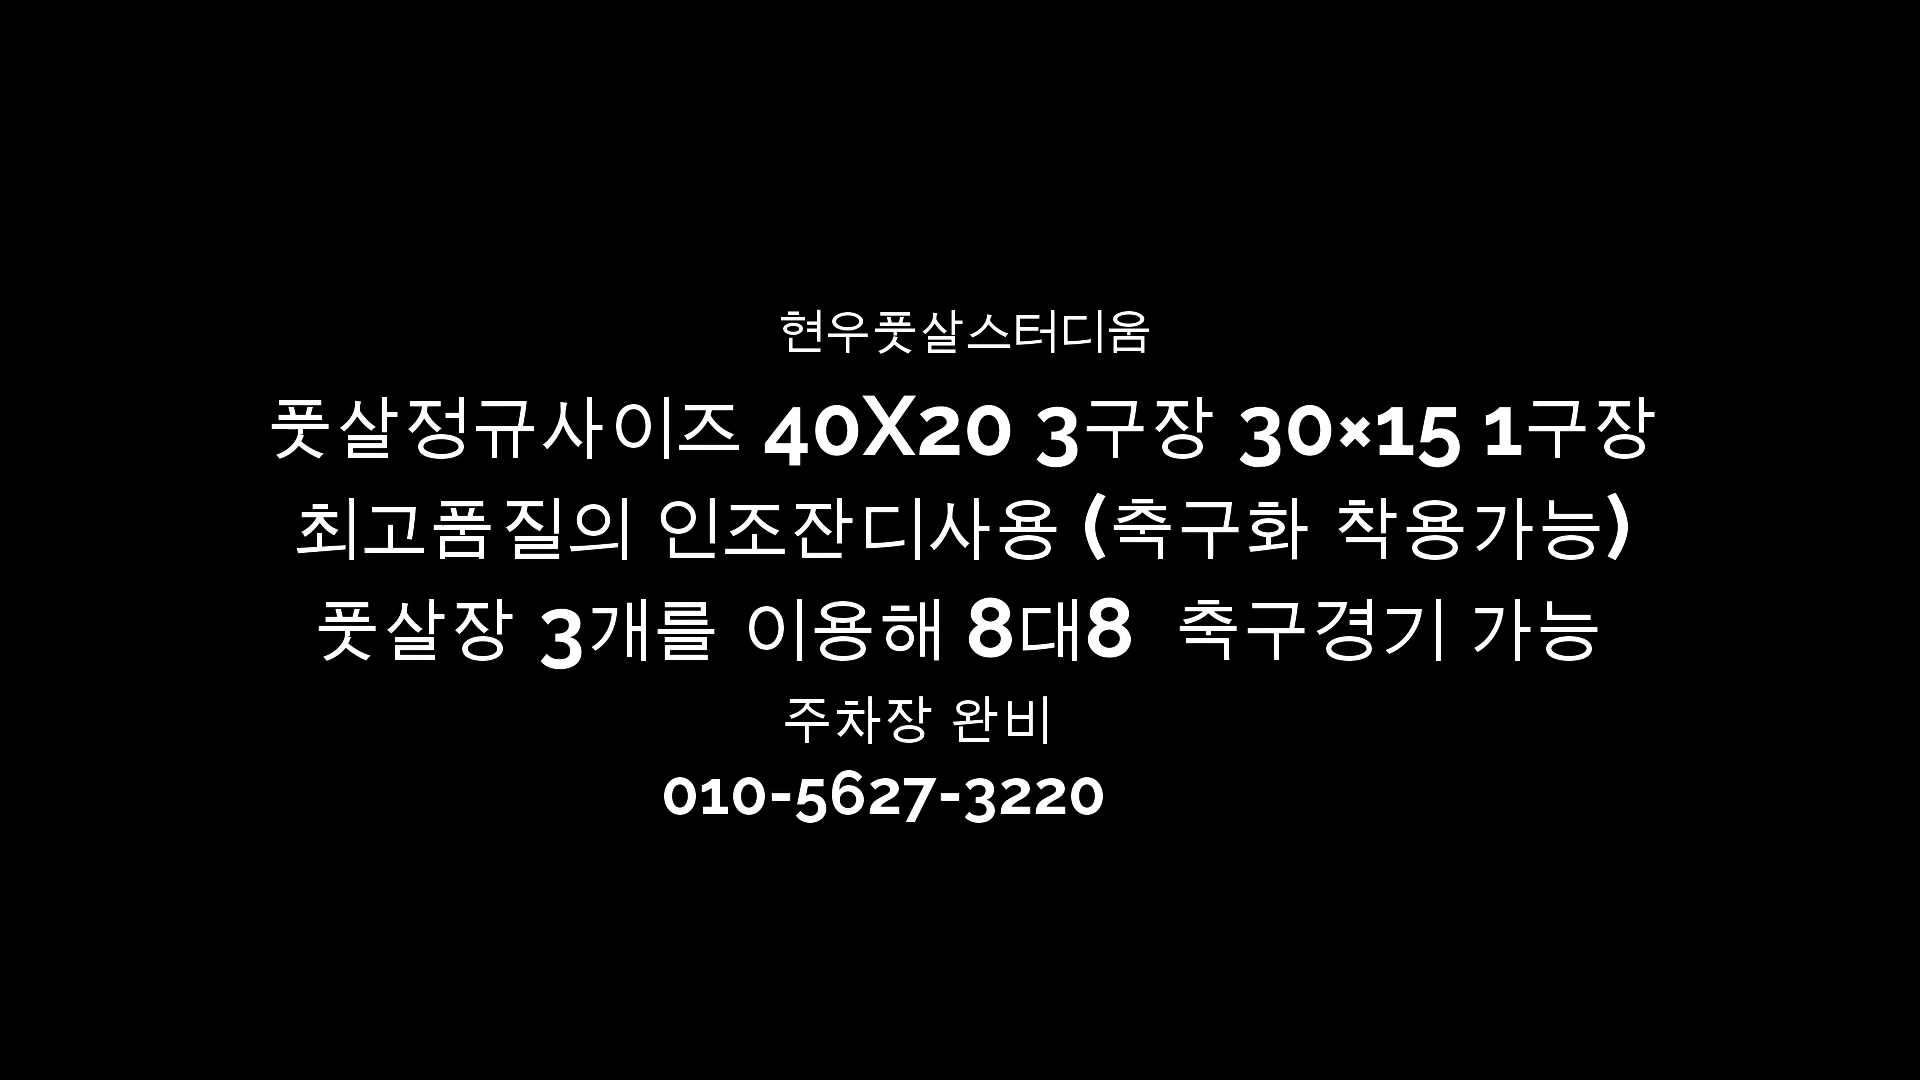 현우풋살스터디움
풋살정규사이즈 40X20 3구장 30×15 1구장
최고품질의 인조잔디사용 (축구화 착용가능)
풋살장 3개를 이용해 8대8 축구경기 가능
주차장 완비
010-5627-3220